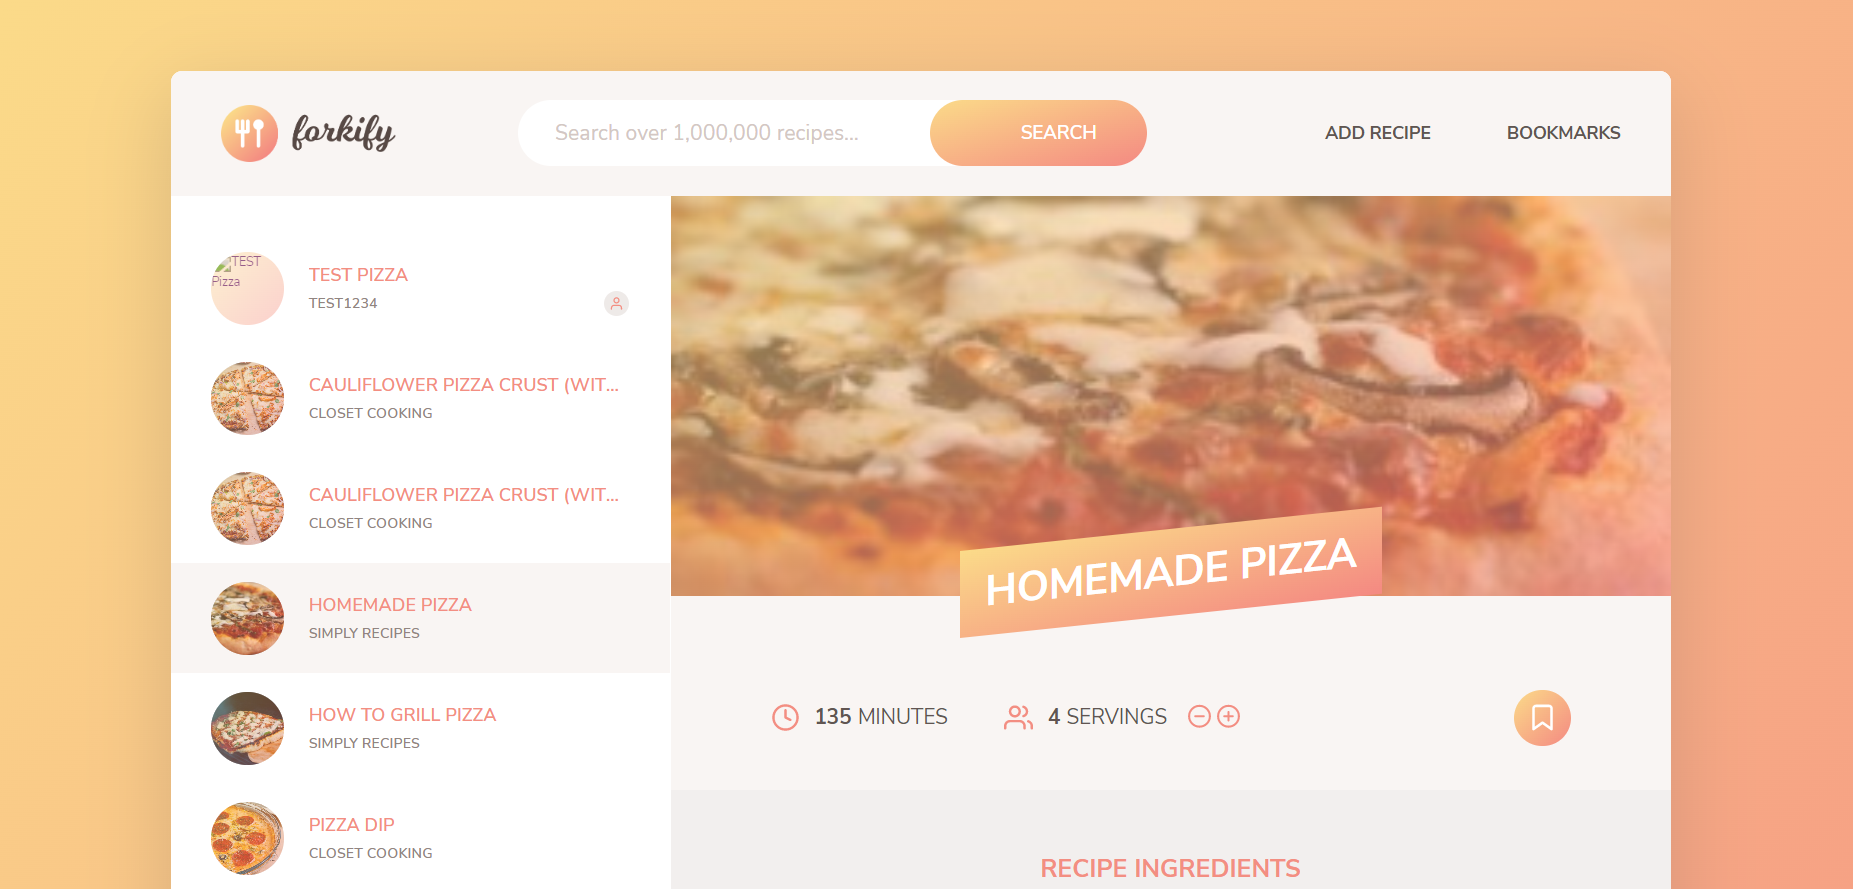 forkify
Search over 1,000,000 recipes...
SEARCH
ADD RECIPE
BOOKMARKS
TEST
Pizza
TEST PIZZA
TEST1234
CAULIFLOWER PIZZA CRUST (WIT...
CLOSET COOKING
CAULIFLOWER PIZZA CRUST (WIT...
CLOSET COOKING
HOMEMADE PIZZA
SIMPLY RECIPES
HOW TO GRILL PIZZA
SIMPLY RECIPES
PIZZA DIP
CLOSET COOKING
HOMEMADE PIZZA
135 MINUTES
4 SERVINGS
RECIPE INGREDIENTS